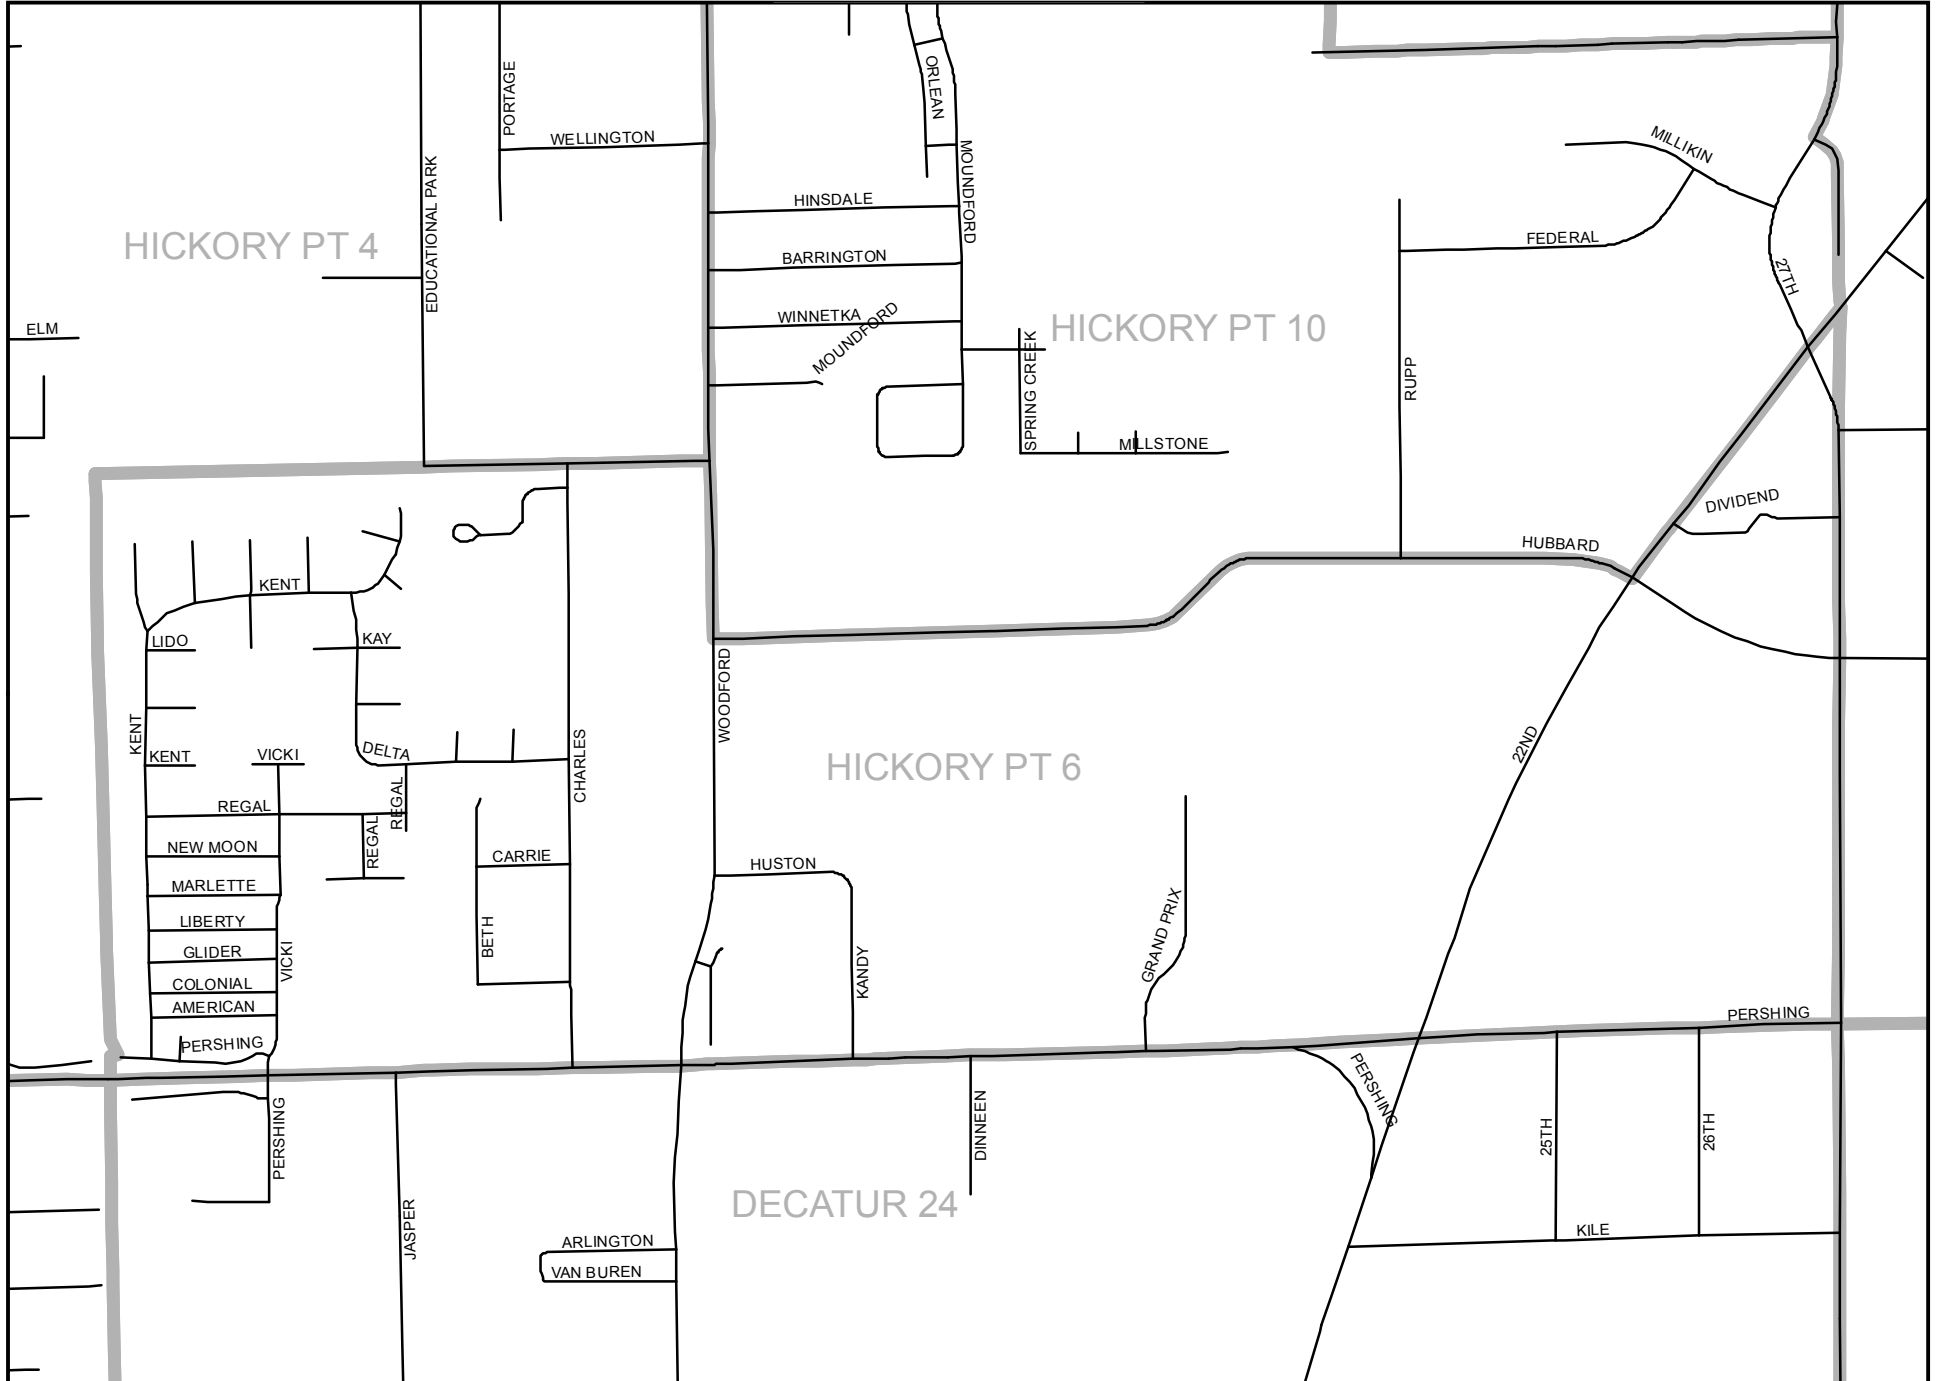 PORTAGE
ORLEAN
WELLINGTON
MILLIKIN
EDUCATIONAL PARK
MOUNDFORD
HINSDALE
HICKORY PT 4
FEDERAL
BARRINGTON
27TH
WINNETKA
MOUNDFORD
HICKORY PT 10
ELM
SPRING CREEK
RUPP
MILLSTONE
DIVIDEND
HUBBARD
KENT
LIDO
KAY
WOODFORD
KENT
DELTA
22ND
KENT
VICKI
CHARLES
HICKORY PT 6
REGAL
REGAL
REGAL
NEW MOON
CARRIE
HUSTON
MARLETTE
LIBERTY
BETH
GRAND PRIX
GLIDER
VICKI
KANDY
COLONIAL
AMERICAN
PERSHING
PERSHING
PERSHING
PERSHING
DINNEEN
25TH
26TH
DECATUR 24
JASPER
KILE
ARLINGTON
VAN BUREN